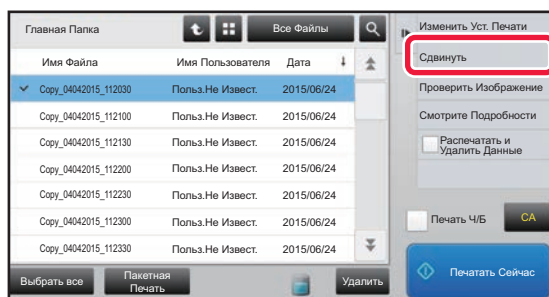 Главная Папка
Все Файлы
Имя Файла Имя Пользователя Дата
Copy_04042015_112030 Польз.Не Извест. 2015/06/24
Copy_04042015_112100 Польз.Не Извест. 2015/06/24
Copy_04042015_112130 Польз.Не Извест. 2015/06/24
Copy_04042015_112200 Польз.Не Извест. 2015/06/24
Copy_04042015_112230 Польз.Не Извест. 2015/06/24
Copy_04042015_112300 Польз.Не Извест. 2015/06/24
Copy_04042015_112330 Польз.Не Извест. 2015/06/24
Выбрать все
Пакетная
Печать
Удалить
Изменить Уст. Печати
Сдвинуть
Проверить Изображение
Смотрите Подробности
Распечатать и
Удалить Данные
Печать Ч/Б
CA
Печатать Сейчас